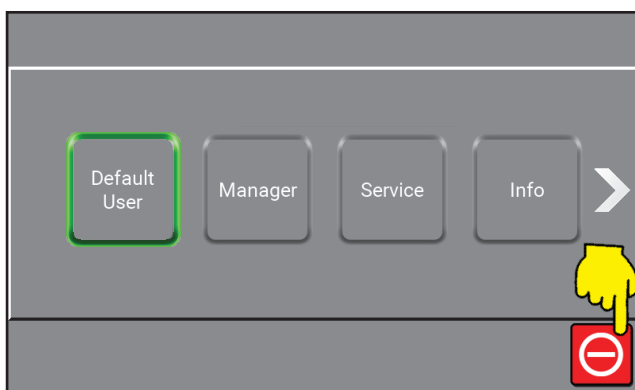 Default
User
Manager
Service
Info